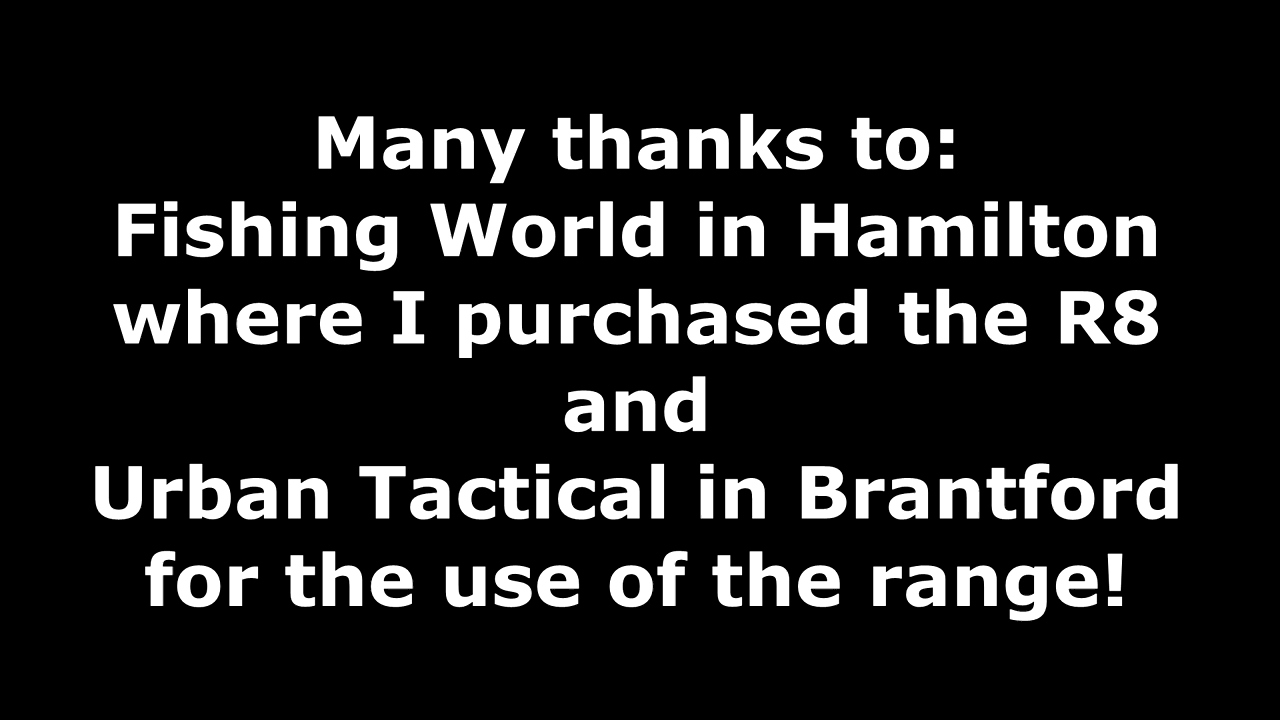 Many thanks to:
Fishing World in Hamilton
where I purchased the R8
and
Urban Tactical in Brantford
for the use of the range!